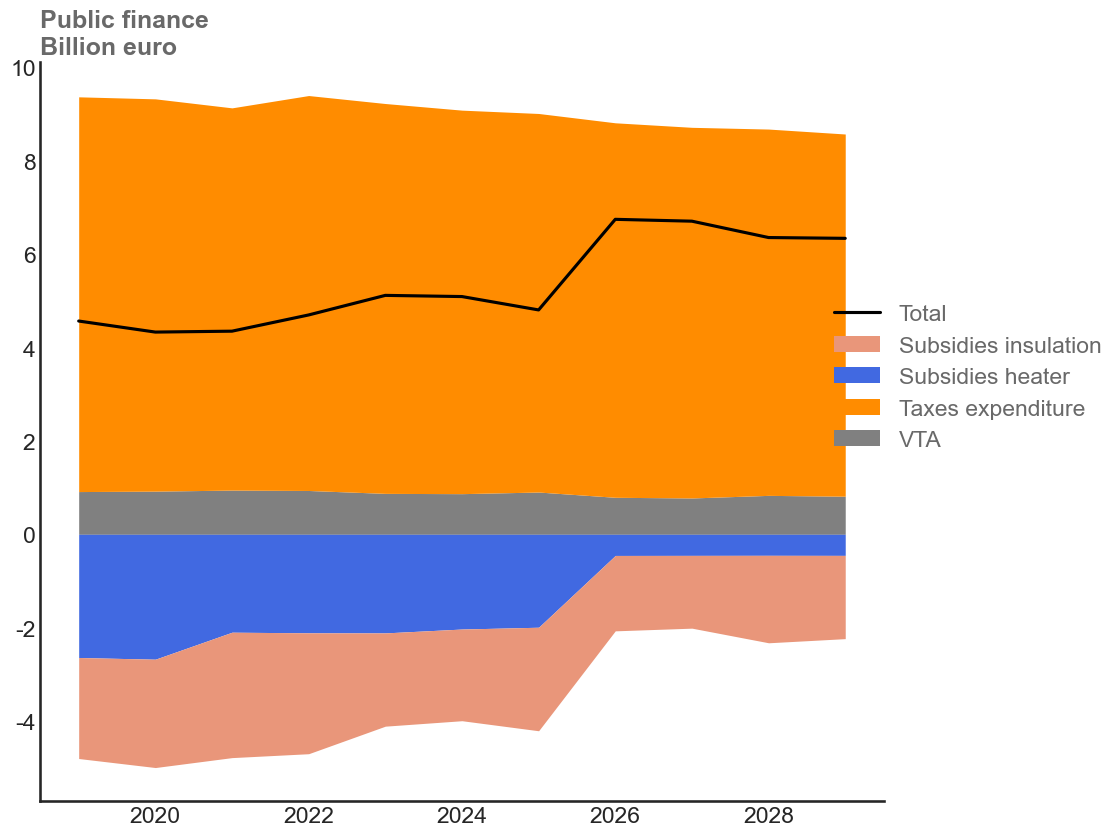 Public finance
Billion euro
10
8
6
4
2
0
-2
-4
2020
2022
2024
2026
2028
Total
Subsidies insulation
Subsidies heater
Taxes expenditure
VTA